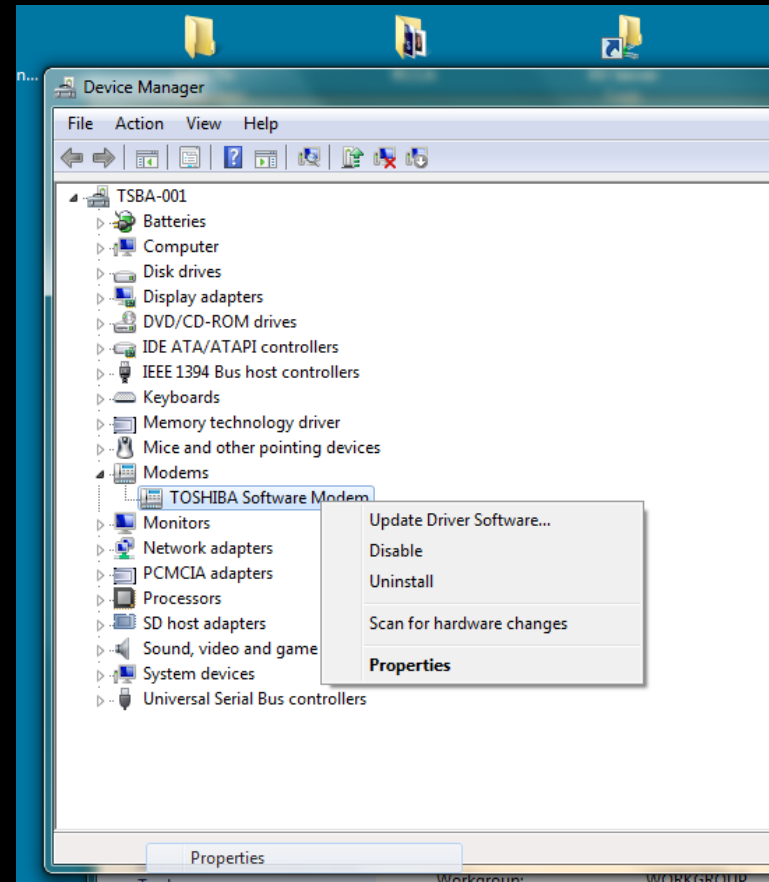 n...
Device Manager
File Action View Help
TSBA-001
Batteries
Computer
Disk drives
Display adapters
DVD/CD-ROM drives
IDE ATA/ATAPI controllers
IEEE 1394 Bus host controllers
Keyboards
Memory technology driver
Mice and other pointing devices
Modems
TOSHIBA Software Modem
Monitors
Network adapters
PCMCIA adapters
Processors
SD host adapters
Sound, video and game
System devices
Universal Serial Bus controllers
Update Driver Software...
Disable
Uninstall
Scan for hardware changes
Properties
Properties
Workgroup: WORKGROUP